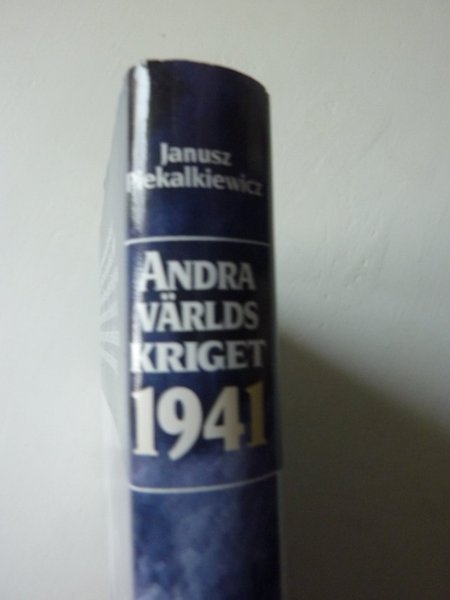 Janusz
Piekalkiewicz
ANDRA
VÄRLDS
KRIGET
1941